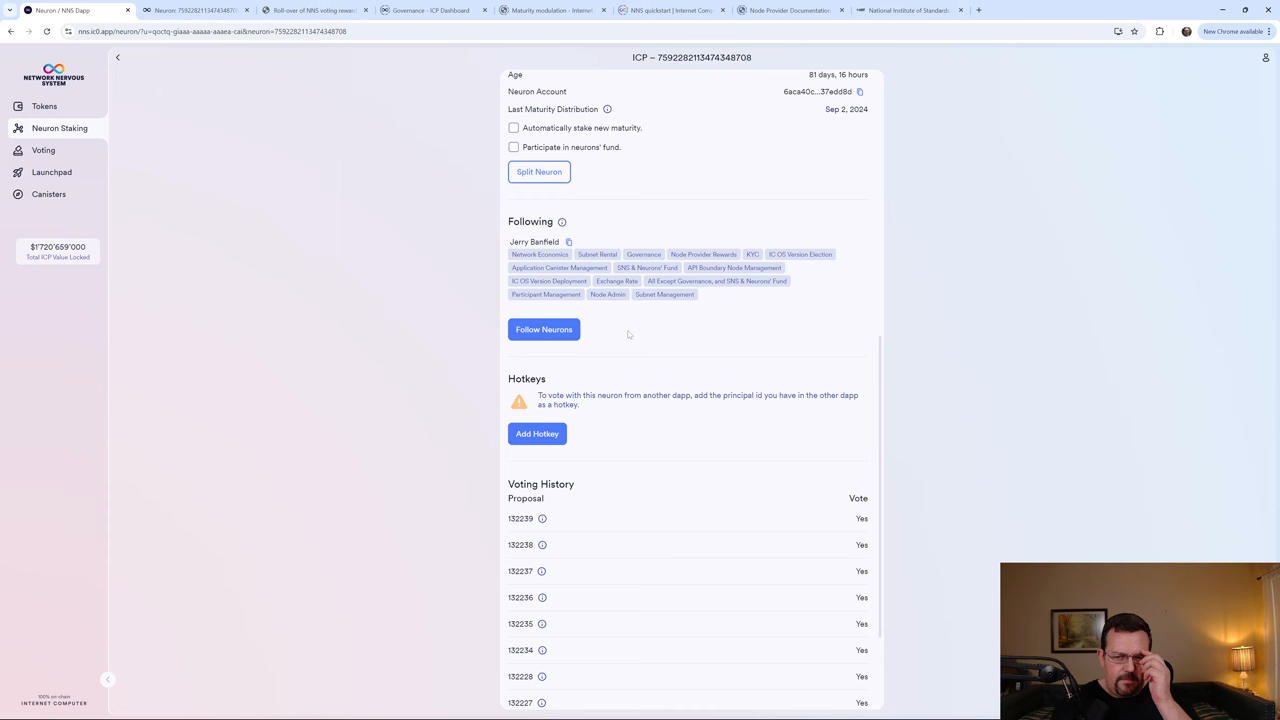 Neuron / NNS Dapp
Neuron: 7592282113474348708
Roll-over of NNS voting reward
Governance - ICP Dashboard
Maturity modulation - Internet
NNS quickstart | Internet Comp
Node Provider Documentation
National Institute of Standards
nns.ic0.app/neuron/?u=qoctq-giaaa-aaaaa-aaaea-cai&neuron=7592282113474348708
New Chrome available
NETWORK NERVOUS
SYSTEM
Tokens
Neuron Staking
Voting
Launchpad
Canisters
$1'720'659'000
Total ICP Value Locked
100% on-chain
INTERNET COMPUTER
ICP – 7592282113474348708
Age 81 days, 16 hours
Neuron Account 6aca40c...37edd8d
Last Maturity Distribution Sep 2, 2024
Automatically stake new maturity.
Participate in neurons' fund.
Split Neuron
Following
Jerry Banfield
Network Economics Subnet Rental Governance Node Provider Rewards KYC IC OS Version Election
Application Canister Management SNS & Neurons' Fund API Boundary Node Management
IC OS Version Deployment Exchange Rate All Except Governance, and SNS & Neurons' Fund
Participant Management Node Admin Subnet Management
Follow Neurons
Hotkeys
To vote with this neuron from another dapp, add the principal id you have in the other dapp
as a hotkey.
Add Hotkey
Voting History
Proposal Vote
132239 Yes
132238 Yes
132237 Yes
132236 Yes
132235 Yes
132234 Yes
132228 Yes
132227 Yes